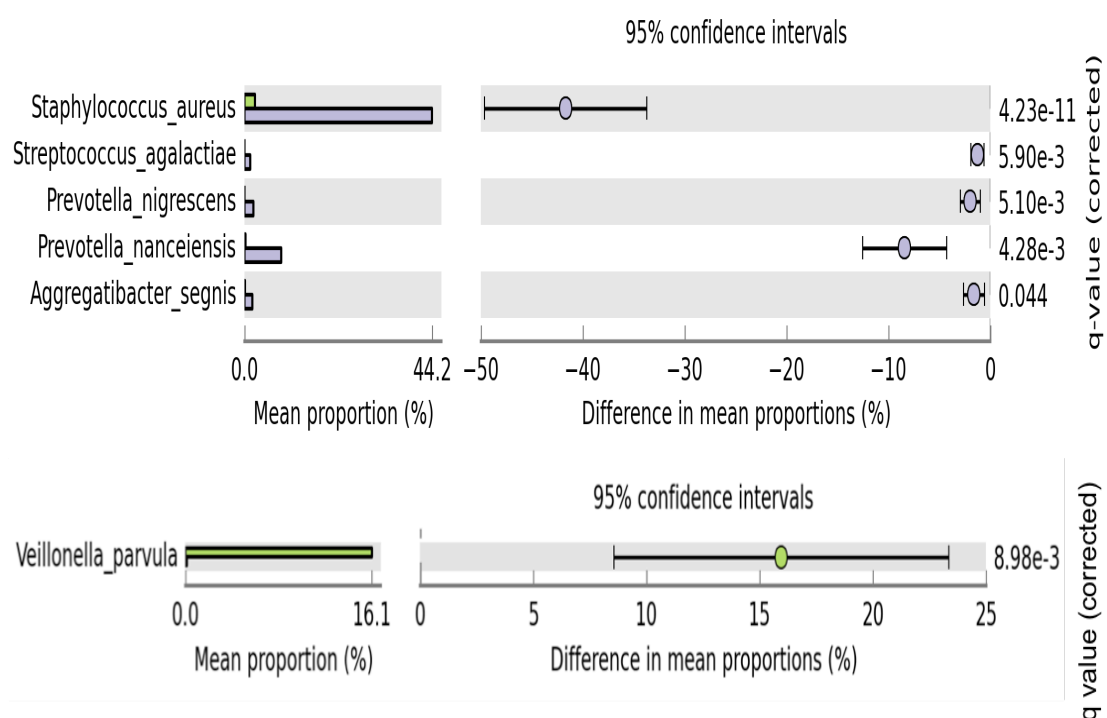 95% confidence intervals
Staphylococcus_aureus 4.23e-11
Streptococcus_agalactiae 5.90e-3
Prevotella_nigrescens 5.10e-3
Prevotella_nanceiensis 4.28e-3
Aggregatibacter_segnis 0.044
q-value (corrected)
0.0 44.2 −50 −40 −30 −20 −10 0
Mean proportion (%) Difference in mean proportions (%)
95% confidence intervals
Veillonella_parvula 8.98e-3
q value (corrected)
0.0 16.1 0 5 10 15 20 25
Mean proportion (%) Difference in mean proportions (%)